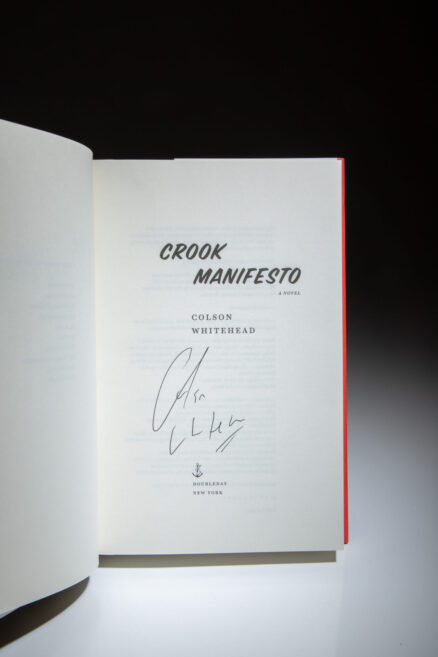 CROOK
MANIFESTO
A NOVEL
COLSON
WHITEHEAD
DOUBLEDAY
NEW YORK